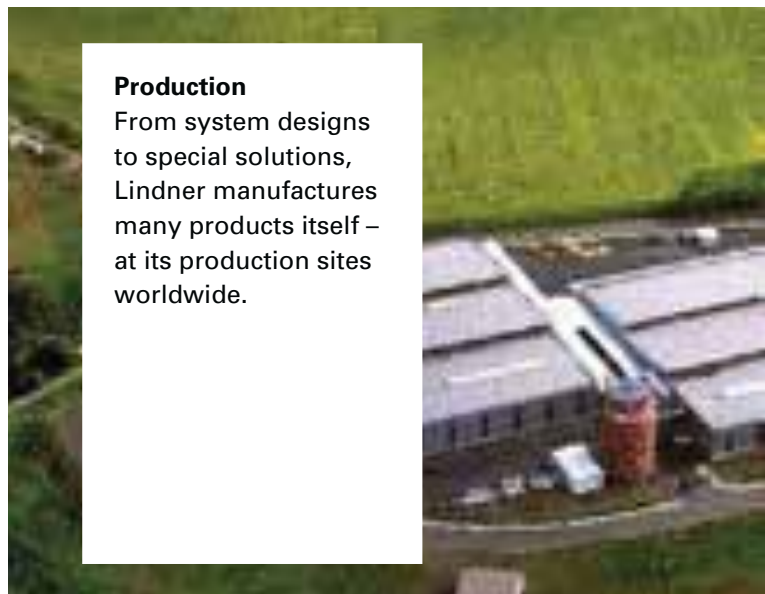 Production
From system designs
to special solutions,
Lindner manufactures
many products itself –
at its production sites
worldwide.